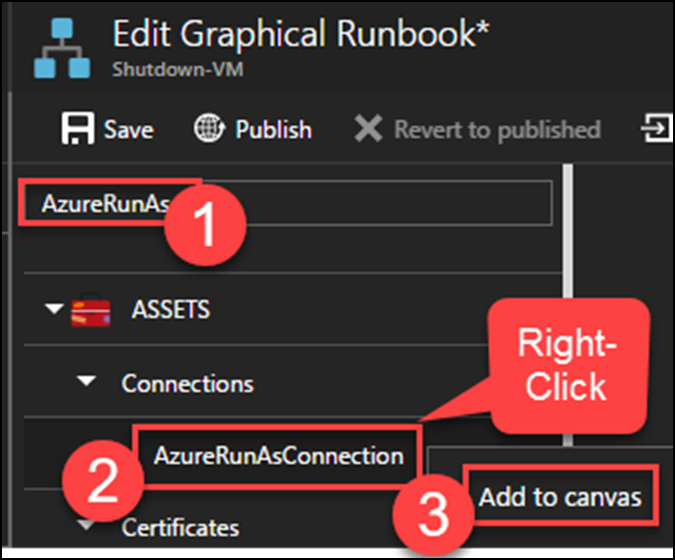 Edit Graphical Runbook*
Shutdown-VM
Save Publish Revert to published
AzureRunAs
1
ASSETS
Right-
Click
Connections
2
AzureRunAsConnection
3
Add to canvas
Certificates